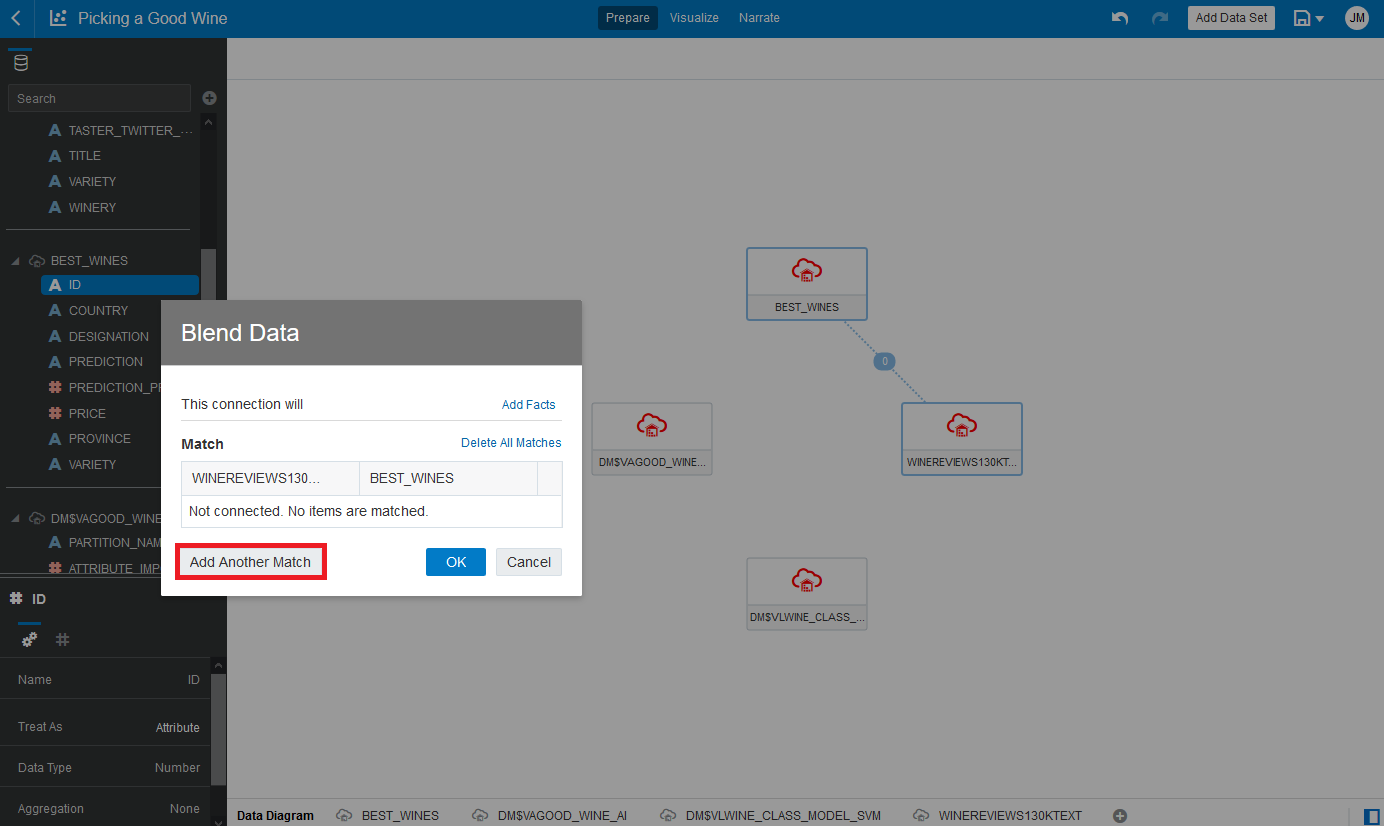 Picking a Good Wine
Prepare
Visualize
Narrate
Add Data Set
JM
Search
TASTER_TWITTER_...
TITLE
VARIETY
WINERY
BEST_WINES
ID
COUNTRY
DESIGNATION
PREDICTION
PREDICTION_PR
PRICE
PROVINCE
VARIETY
DM$VAGOOD_WINE
PARTITION_NAM
ATTRIBUTE_IMPO
ID
Name ID
Treat As Attribute
Data Type Number
Aggregation None
Blend Data
This connection will Add Facts
Match Delete All Matches
WINEREVIEWS130... BEST_WINES
Not connected. No items are matched.
Add Another Match OK Cancel
BEST_WINES
0
DM$VAGOOD_WINE...
WINEREVIEWS130KT...
DM$VLWINE_CLASS_...
Data Diagram BEST_WINES DM$VAGOOD_WINE_AI DM$VLWINE_CLASS_MODEL_SVM WINEREVIEWS130KTEXT